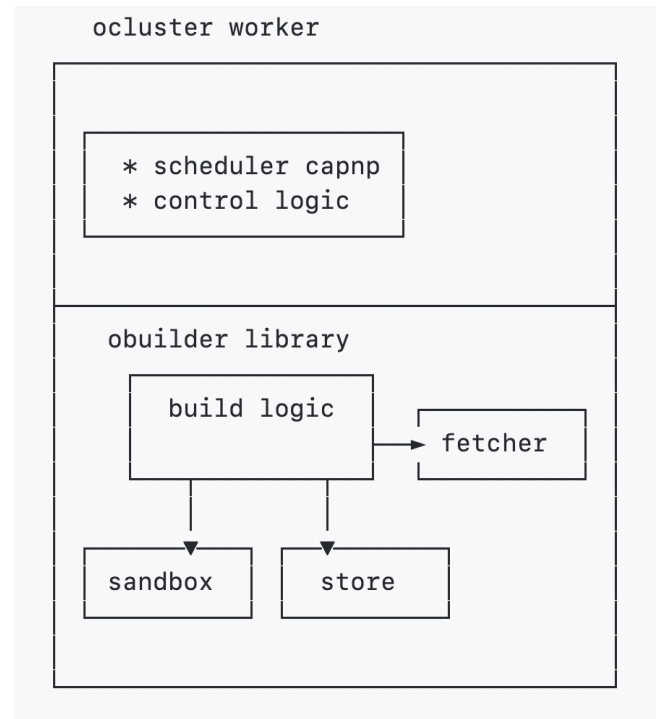 ocluster worker
* scheduler capnp
* control logic
obuilder library
build logic
fetcher
sandbox
store